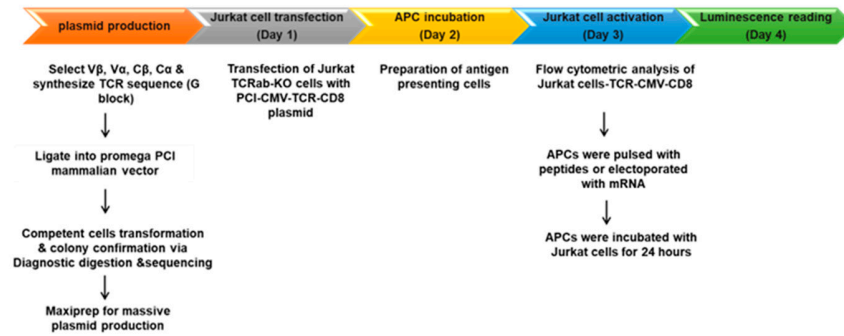 plasmid production
Jurkat cell transfection
(Day 1)
APC incubation
(Day 2)
Jurkat cell activation
(Day 3)
Luminescence reading
(Day 4)
Select Vβ, Vα, Cβ, Cα &
synthesize TCR sequence (G
block)
Ligate into promega PCI
mammalian vector
Competent cells transformation
& colony confirmation via
Diagnostic digestion &sequencing
Maxiprep for massive
plasmid production
Transfection of Jurkat
TCRab-KO cells with
PCI-CMV-TCR-CD8
plasmid
Preparation of antigen
presenting cells
Flow cytometric analysis of
Jurkat cells-TCR-CMV-CD8
APCs were pulsed with
peptides or electoporated
with mRNA
APCs were incubated with
Jurkat cells for 24 hours